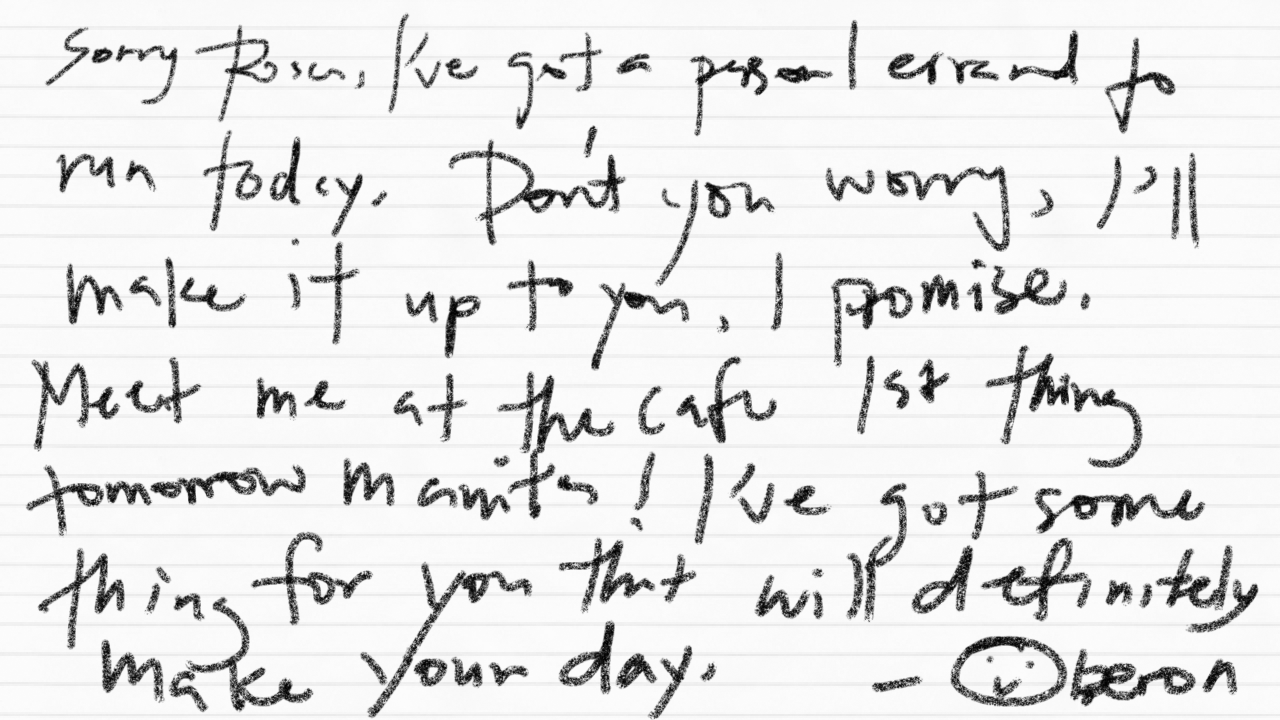 Sorry Rosa, I've got a personal errand to
run today. Don't you worry, I'll
make it up to you, I promise.
Meet me at the cafe 1st thing
tomorrow mamita! I've got some
thing for you that will definitely
make your day.
- Oberon